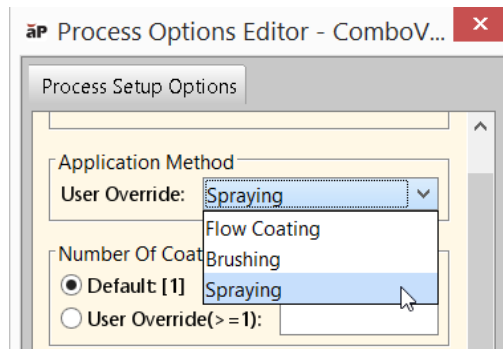 aP Process Options Editor - ComboV...
Process Setup Options
Application Method
User Override: Spraying
Flow Coating
Brushing
Spraying
Number Of Coat
Default: [1]
User Override(>=1):